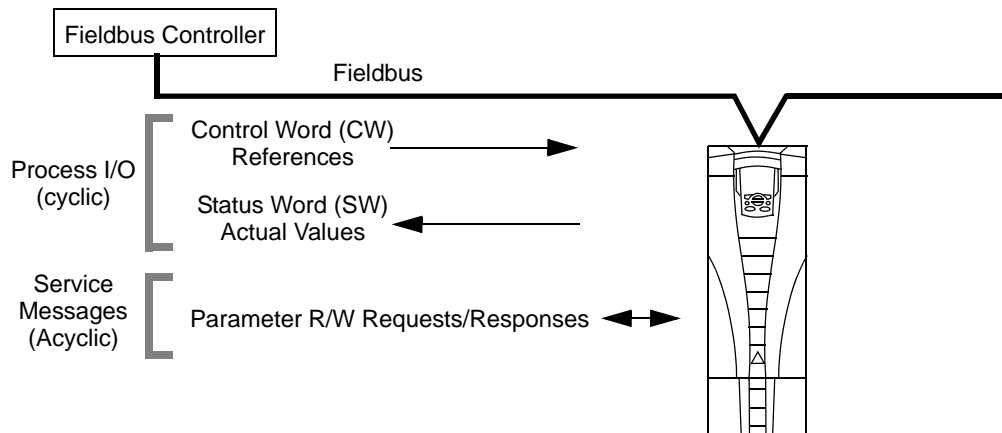 Fieldbus Controller
Fieldbus
Process I/O
(cyclic)
Control Word (CW)
References
Status Word (SW)
Actual Values
Service
Messages
(Acyclic)
Parameter R/W Requests/Responses